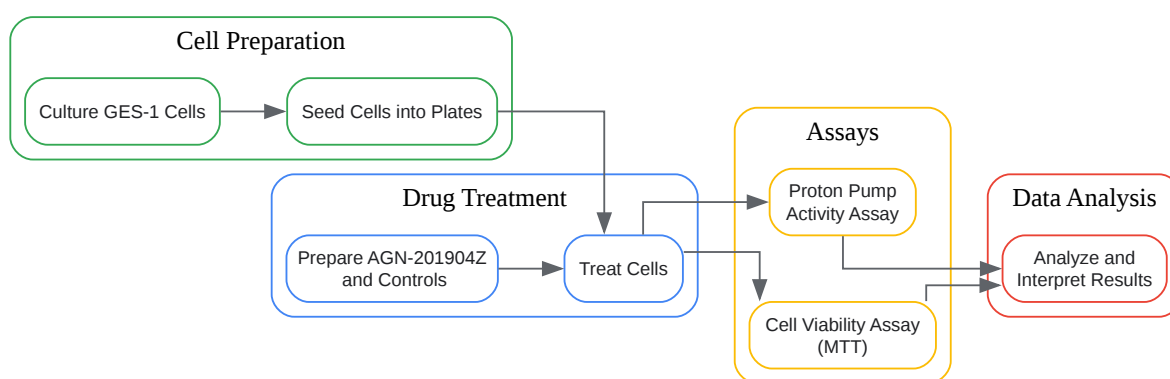 Cell Preparation
Culture GES-1 Cells
Seed Cells into Plates
Drug Treatment
Prepare AGN-201904Z
and Controls
Treat Cells
Assays
Proton Pump
Activity Assay
Cell Viability Assay
(MTT)
Data Analysis
Analyze and
Interpret Results